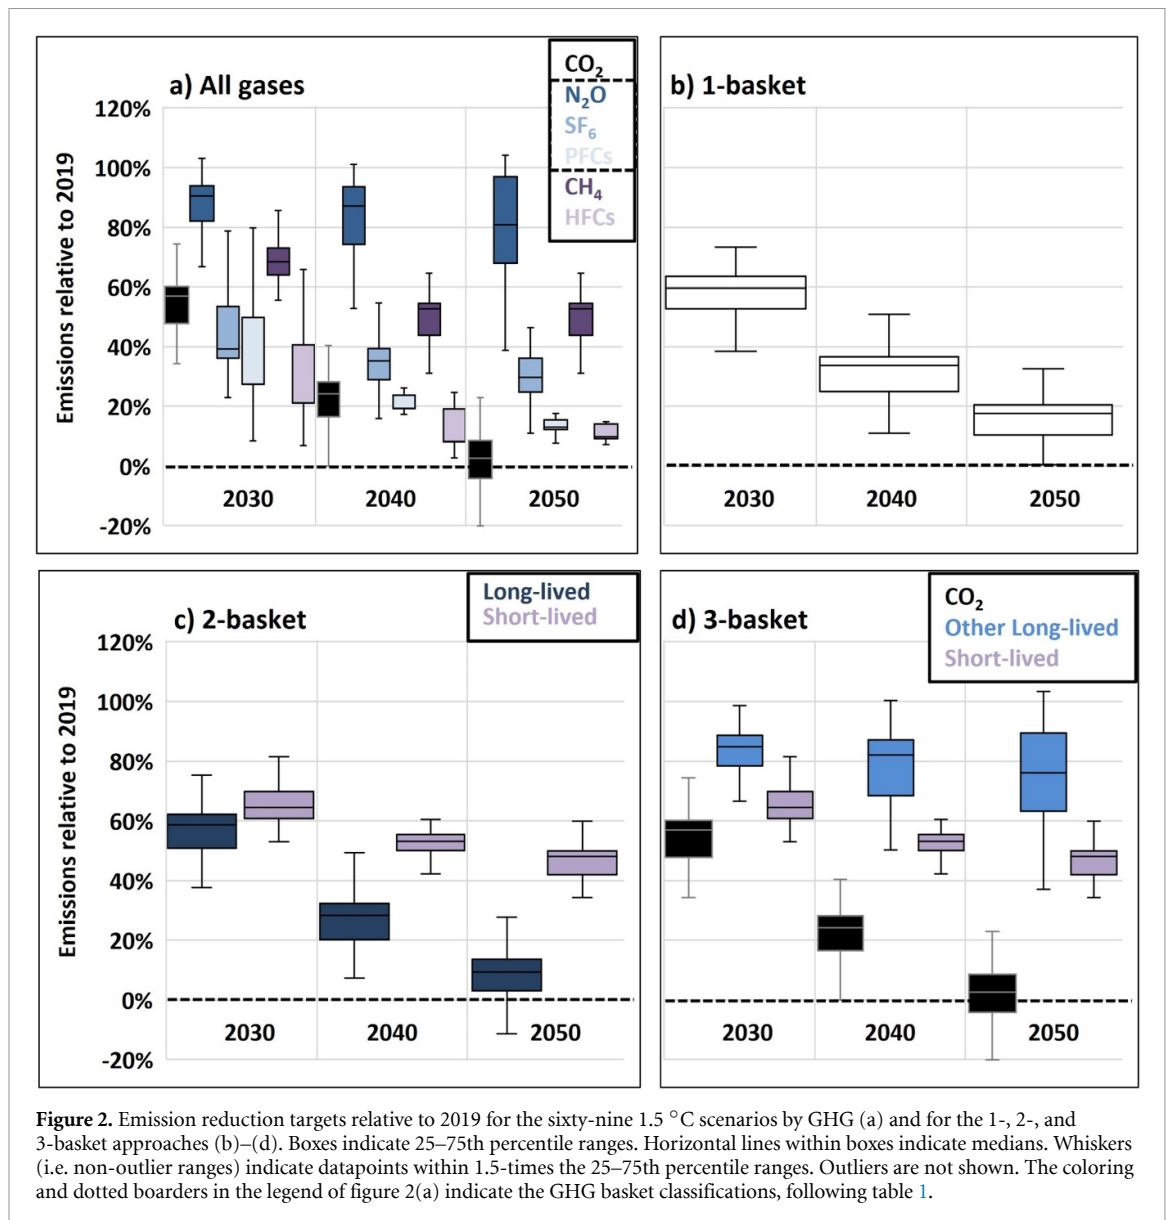 a) All gases
CO2
N2O
SF6
PFCs
CH4
HFCs
Emissions relative to 2019
120%
100%
80%
60%
40%
20%
0%
-20%
2030
2040
2050
b) 1-basket
2030
2040
2050
c) 2-basket
Long-lived
Short-lived
Emissions relative to 2019
120%
100%
80%
60%
40%
20%
0%
-20%
2030
2040
2050
d) 3-basket
CO2
Other Long-lived
Short-lived
2030
2040
2050
Figure 2. Emission reduction targets relative to 2019 for the sixty-nine 1.5 °C scenarios by GHG (a) and for the 1-, 2-, and
3-basket approaches (b)–(d). Boxes indicate 25–75th percentile ranges. Horizontal lines within boxes indicate medians. Whiskers
(i.e. non-outlier ranges) indicate datapoints within 1.5-times the 25–75th percentile ranges. Outliers are not shown. The coloring
and dotted boarders in the legend of figure 2(a) indicate the GHG basket classifications, following table 1.